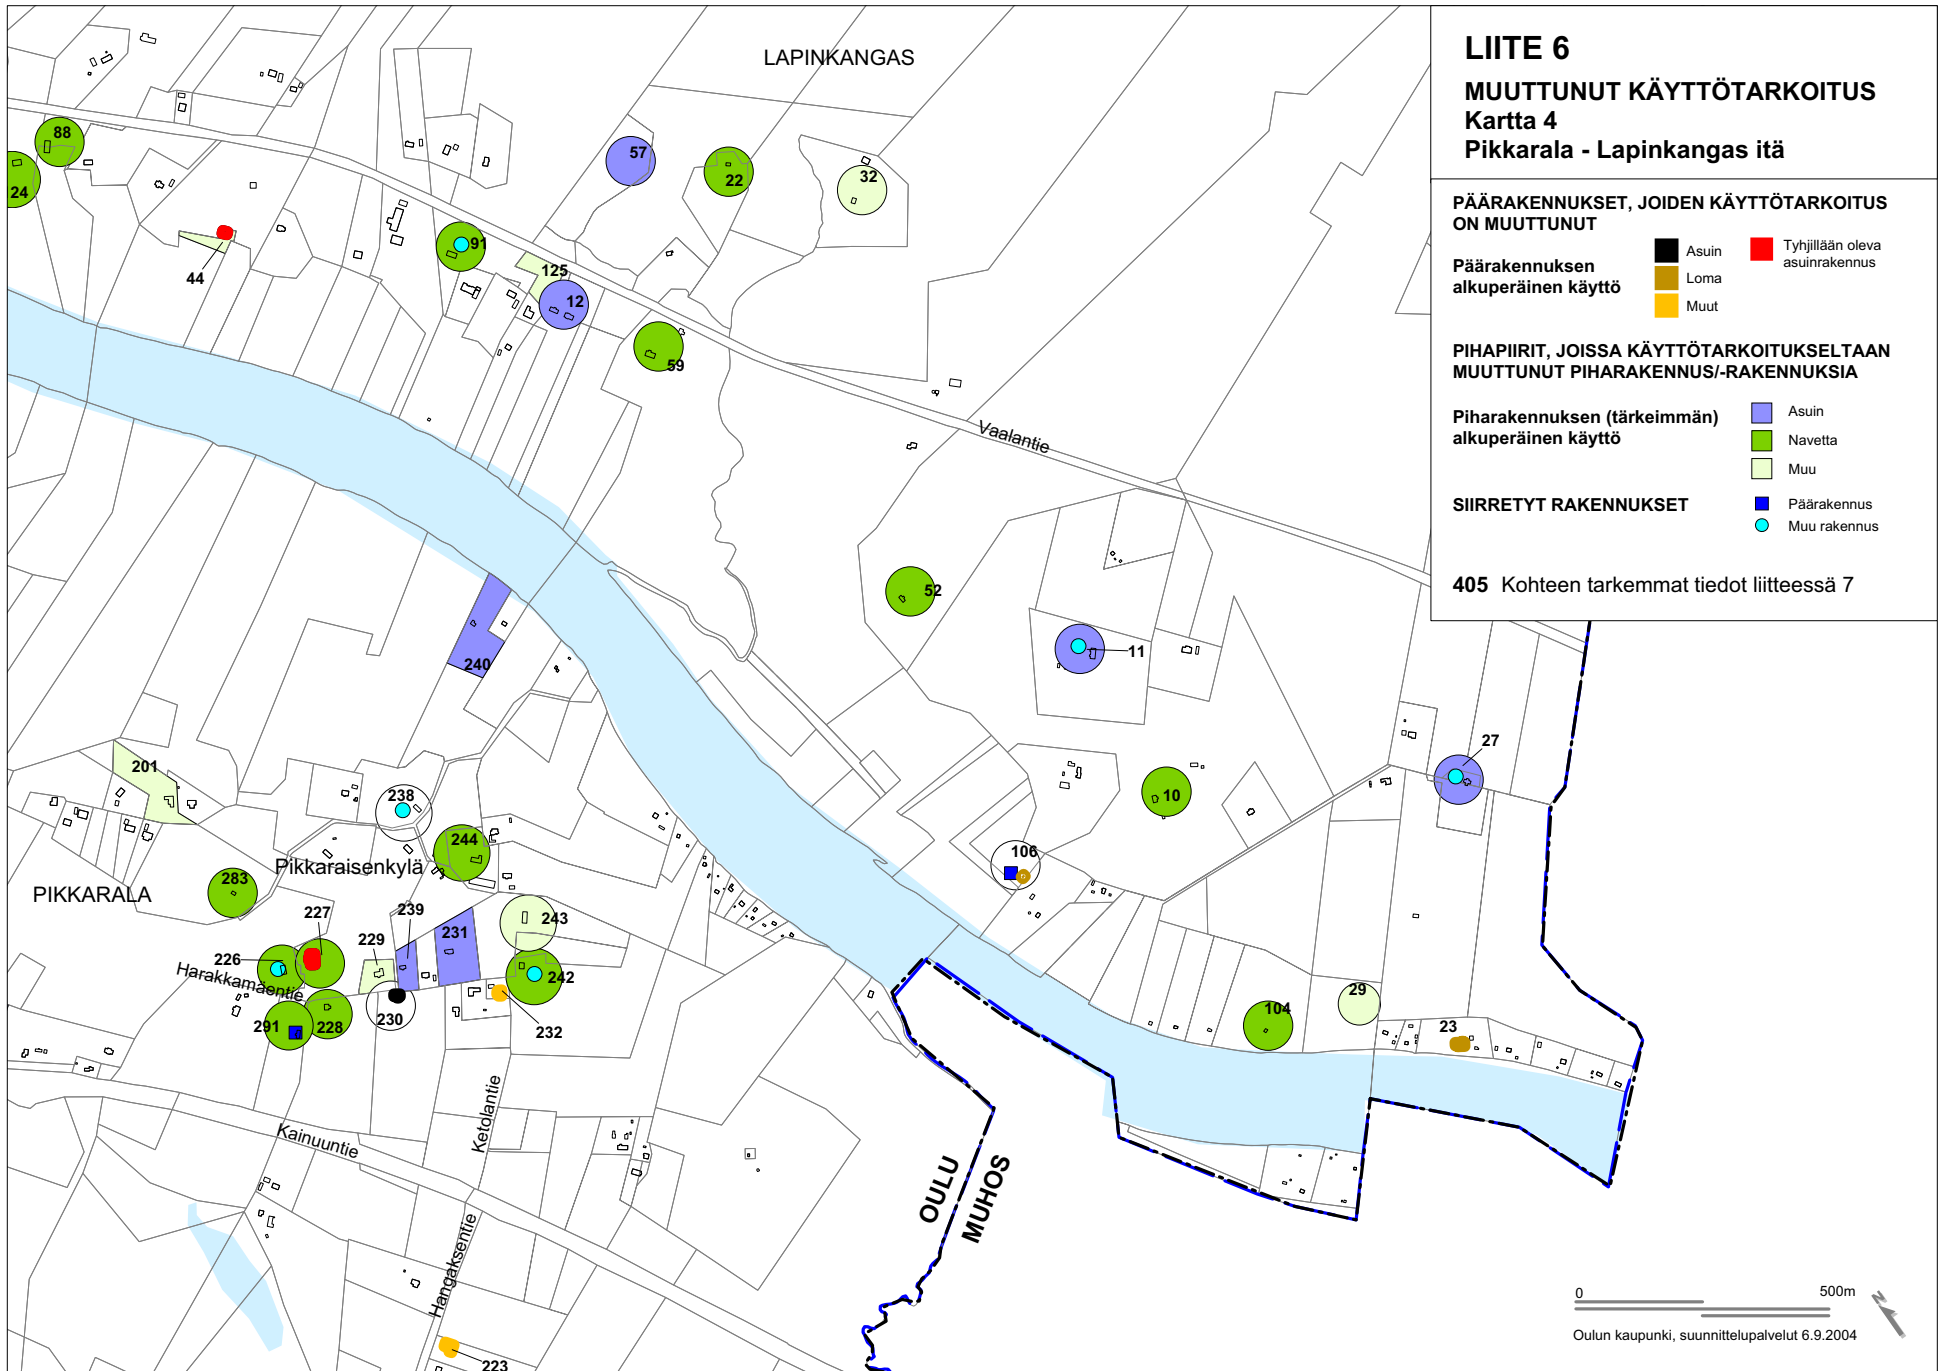 LIITE 6
MUUTTUNUT KÄYTTÖTARKOITUS
Kartta 4
Pikkarala - Lapinkangas itä
PÄÄRAKENNUKSET, JOIDEN KÄYTTÖTARKOITUS
ON MUUTTUNUT
Päärakennuksen
alkuperäinen käyttö
Asuin
Loma
Muut
Tyhjillään oleva
asuinrakennus
PIHAPIIRIT, JOISSA KÄYTTÖTARKOITUKSELTAAN
MUUTTUNUT PIHARAKENNUS/-RAKENNUKSIA
Piharakennuksen (tärkeimmän)
alkuperäinen käyttö
Asuin
Navetta
Muu
SIIRRETYT RAKENNUKSET
Päärakennus
Muu rakennus
405 Kohteen tarkemmat tiedot liitteessä 7
LAPINKANGAS
88
24
57
22
32
44
91
125
12
59
Vaalantie
52
11
240
27
201
238
10
244
106
Pikkaraisenkylä
283
PIKKARALA
227
239
229
231
243
226
Harakkamäentie
242
291
228
230
232
104
29
23
Kainuuntie
Ketolantie
OULU
MUHOS
Hangaksentie
223
0 500m
N
Oulun kaupunki, suunnittelupalvelut 6.9.2004